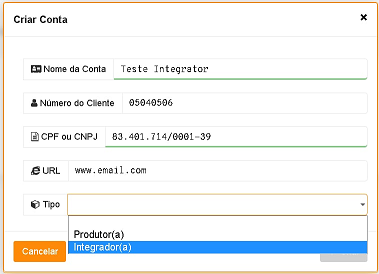 Criar Conta ×
Nome da Conta Teste Integrator
Número do Cliente 05040506
CPF ou CNPJ 83.401.714/0001-39
URL www.email.com
Tipo
Produtor(a)
Integrador(a)
Cancelar